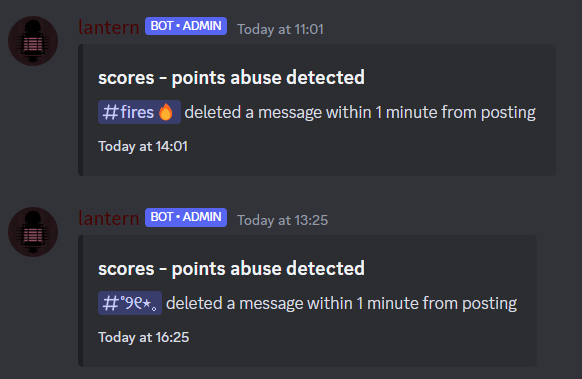 lantern BOT • ADMIN Today at 11:01
scores - points abuse detected
#fires🔥 deleted a message within 1 minute from posting
Today at 14:01
lantern BOT • ADMIN Today at 13:25
scores - points abuse detected
#˚୨୧⋆。 deleted a message within 1 minute from posting
Today at 16:25